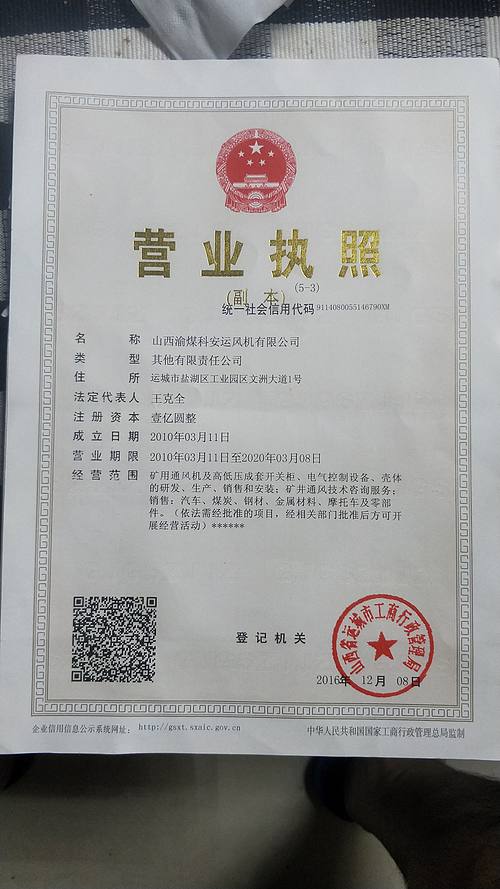 营业执照
(副 本)
(5-3)
统一社会信用代码 91140800551467​90XM
名称 山西渝煤科安运风机有限公司
类型 其他有限责任公司
住所 运城市盐湖区工业园区文洲大道1号
法定代表人 王克全
注册资本 壹亿圆整
成立日期 2010年03月11日
营业期限 2010年03月11日至2020年03月08日
经营范围 矿用通风机及高低压成套开关柜、电气控制设备、壳体
的研发、生产、销售和安装；矿井通风技术咨询服务；
销售：汽车、煤炭、钢材、金属材料、摩托车及零部
件。（依法需经批准的项目，经相关部门批准后方可开
展经营活动）******
登记机关
山西省运城市工商行政管理局
2016年 12月 08日
企业信用信息公示系统网址： http://gsxt.sxaic.gov.cn
中华人民共和国国家工商行政管理总局监制